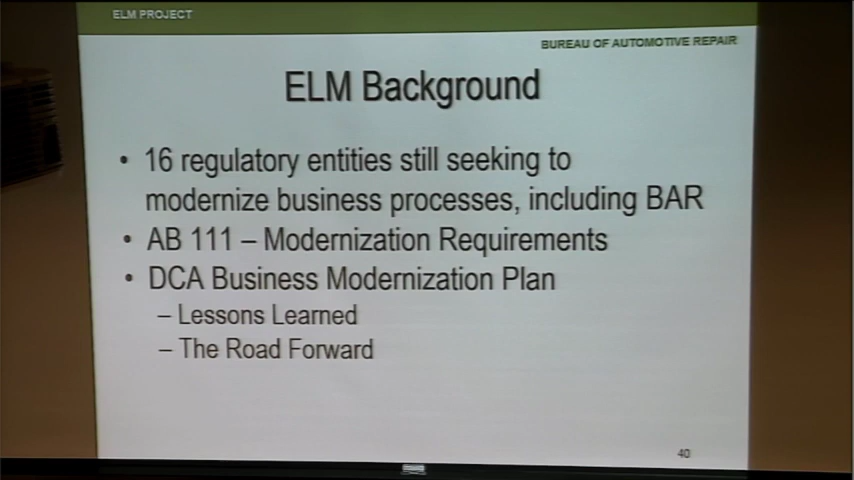 ELM PROJECT
BUREAU OF AUTOMOTIVE REPAIR
ELM Background
• 16 regulatory entities still seeking to
modernize business processes, including BAR
• AB 111 – Modernization Requirements
• DCA Business Modernization Plan
– Lessons Learned
– The Road Forward
40